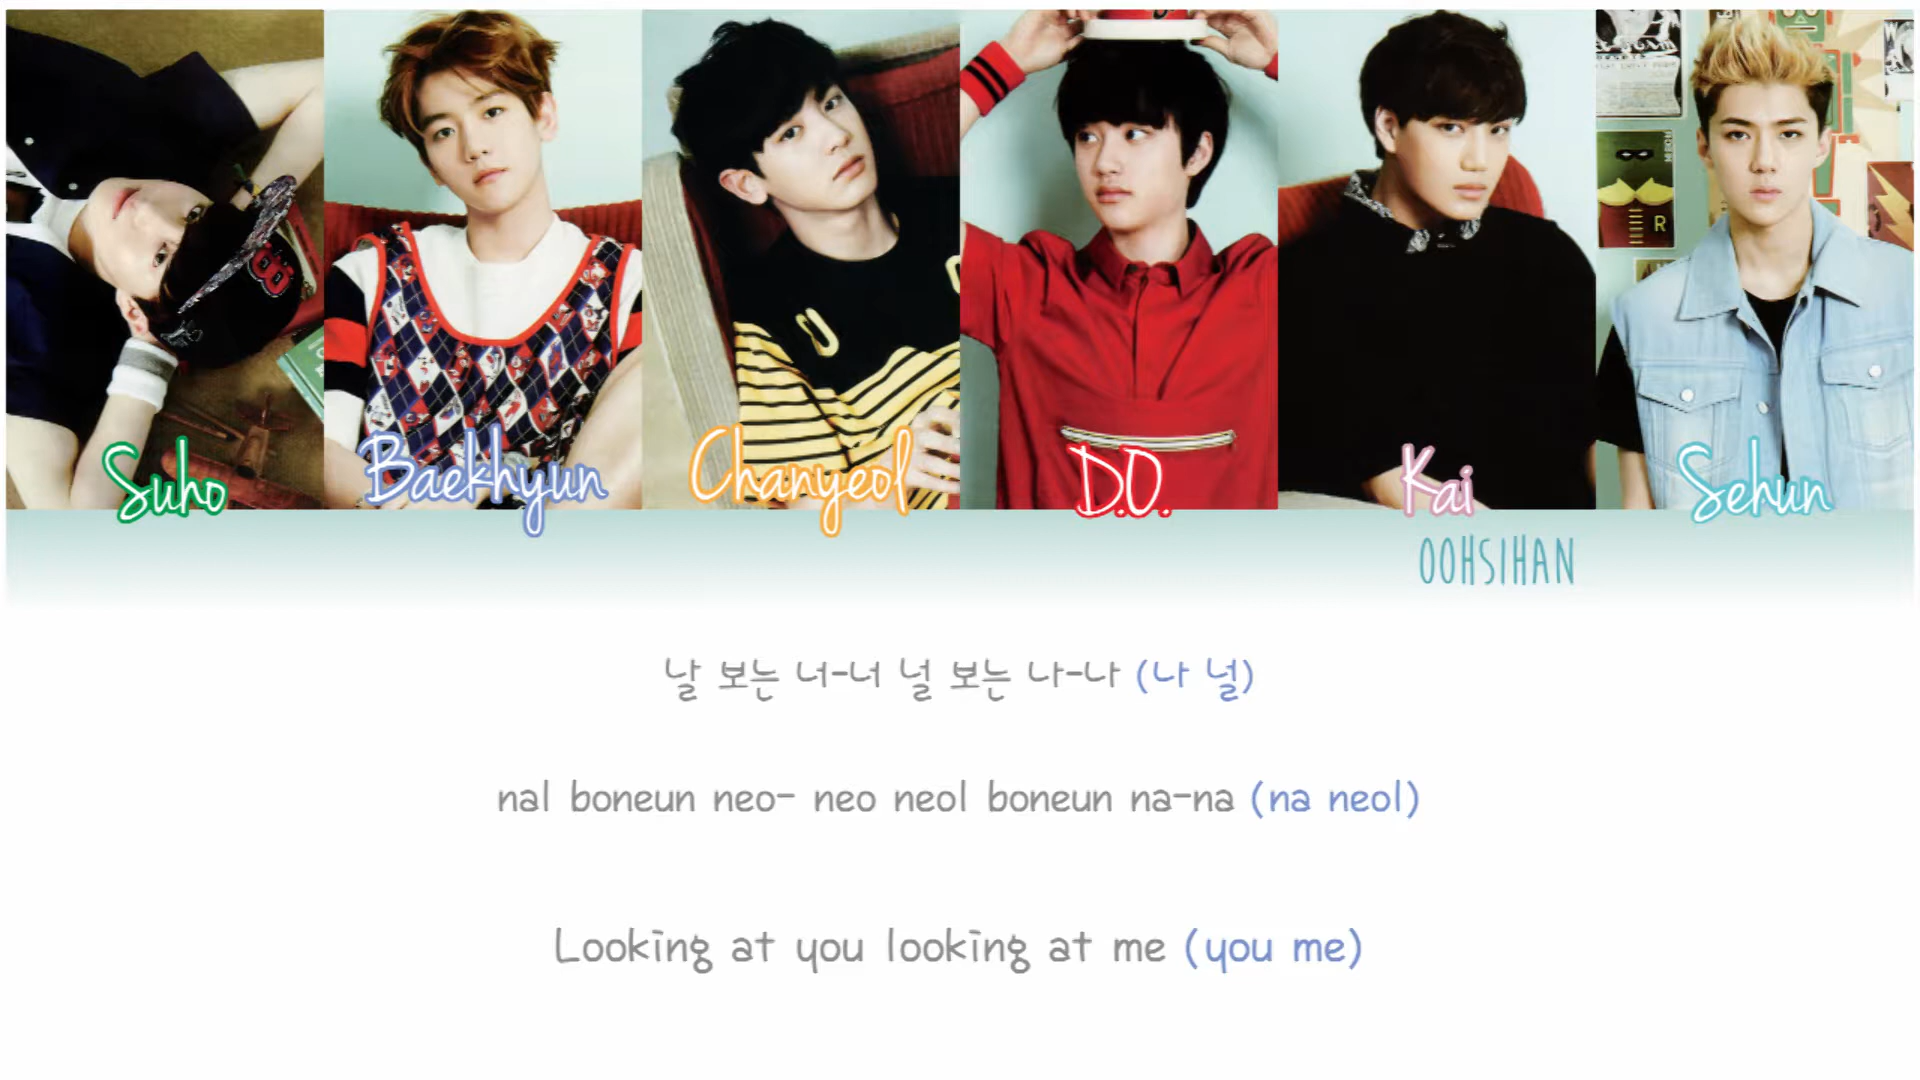 Suho
Baekhyun
Chanyeol
D.O.
Kai
Sehun
OOHSIHAN
날 보는 너-너 널 보는 나-나 (나 널)
nal boneun neo- neo neol boneun na-na (na neol)
Looking at you looking at me (you me)